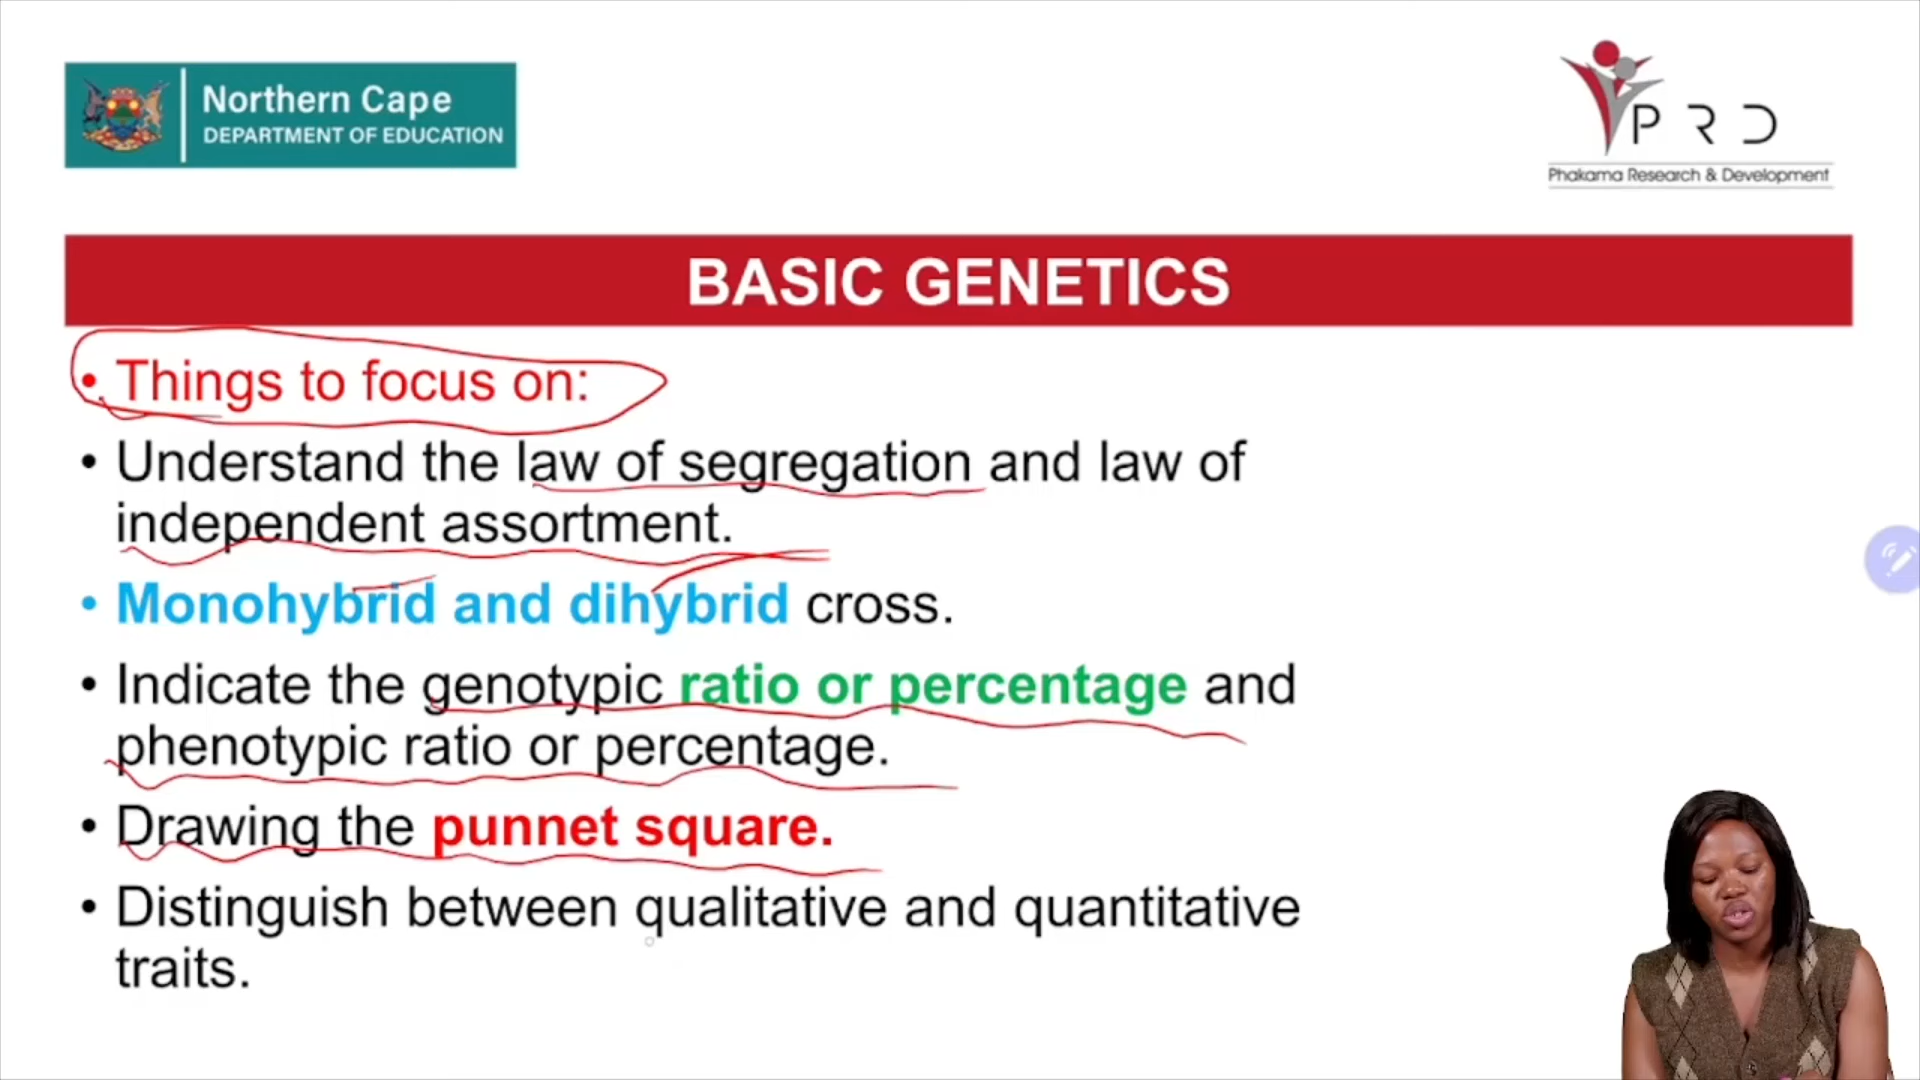 Northern Cape
DEPARTMENT OF EDUCATION
PRD
Phakama Research & Development
BASIC GENETICS
• Things to focus on:
• Understand the law of segregation and law of
independent assortment.
• Monohybrid and dihybrid cross.
• Indicate the genotypic ratio or percentage and
phenotypic ratio or percentage.
• Drawing the punnet square.
• Distinguish between qualitative and quantitative
traits.